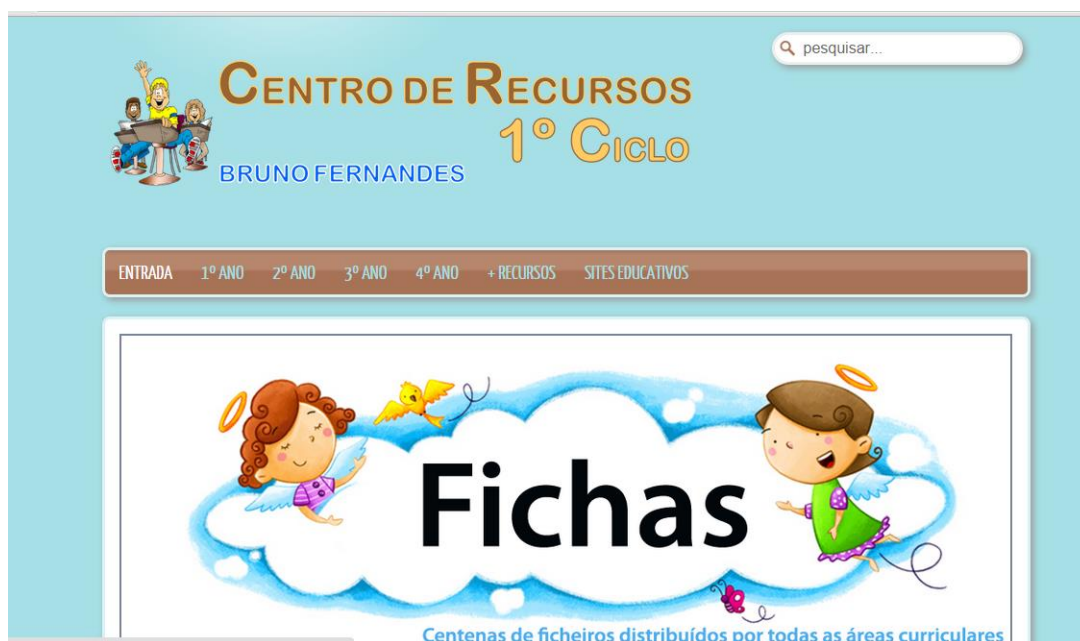 pesquisar...
CENTRO DE RECURSOS
1º CICLO
BRUNO FERNANDES
ENTRADA 1º ANO 2º ANO 3º ANO 4º ANO + RECURSOS SITES EDUCATIVOS
Fichas
Centenas de ficheiros distribuídos por todas as áreas curriculares